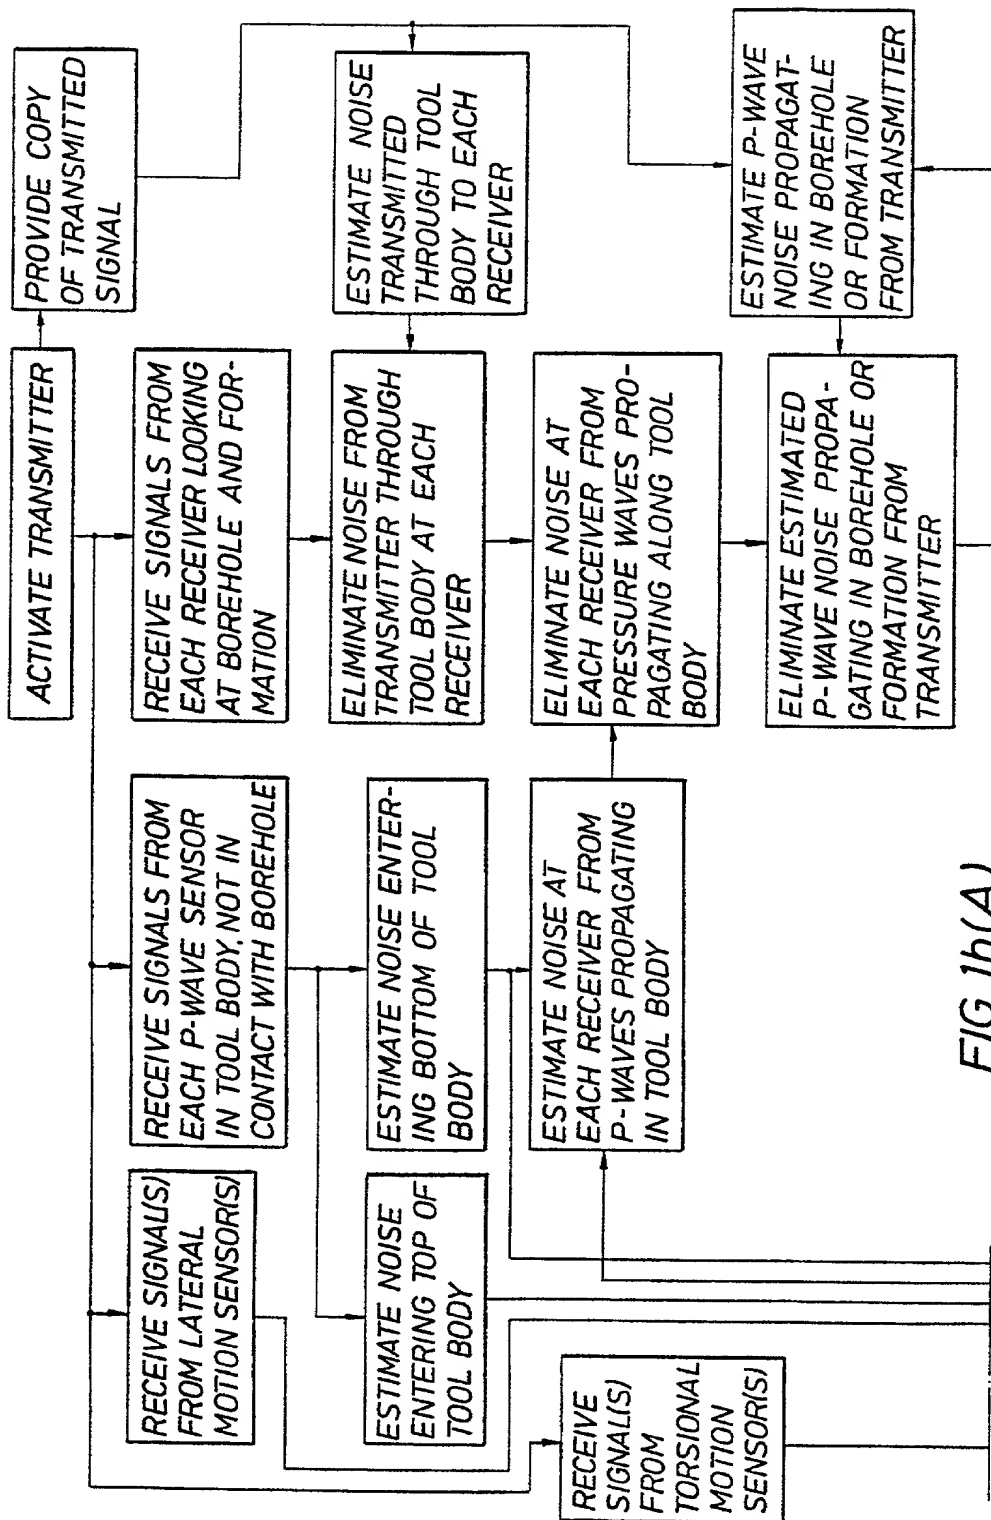 ACTIVATE TRANSMITTER
PROVIDE COPY
OF TRANSMITTED
SIGNAL
RECEIVE SIGNAL(S)
FROM LATERAL
MOTION SENSOR(S)
RECEIVE SIGNALS FROM
EACH P-WAVE SENSOR
IN TOOL BODY, NOT IN
CONTACT WITH BOREHOLE
RECEIVE SIGNALS FROM
EACH RECEIVER LOOKING
AT BOREHOLE AND FOR-
MATION
ESTIMATE NOISE
ENTERING TOP OF
TOOL BODY
ESTIMATE NOISE ENTER-
ING BOTTOM OF TOOL
BODY
ELIMINATE NOISE FROM
TRANSMITTER THROUGH
TOOL BODY AT EACH
RECEIVER
ESTIMATE NOISE
TRANSMITTED
THROUGH TOOL
BODY TO EACH
RECEIVER
RECEIVE
SIGNAL(S)
FROM
TORSIONAL
MOTION
SENSOR(S)
ESTIMATE NOISE AT
EACH RECEIVER FROM
P-WAVES PROPAGATING
IN TOOL BODY
ELIMINATE NOISE AT
EACH RECEIVER FROM
PRESSURE WAVES PRO-
PAGATING ALONG TOOL
BODY
ELIMINATE ESTIMATED
P-WAVE NOISE PROPA-
GATING IN BOREHOLE OR
FORMATION FROM
TRANSMITTER
ESTIMATE P-WAVE
NOISE PROPAGAT-
ING IN BOREHOLE
OR FORMATION
FROM TRANSMITTER
FIG. 1b(A)